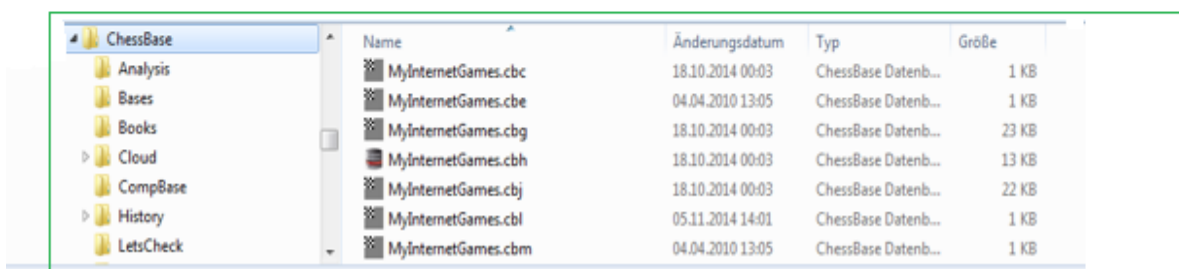 ChessBase Name Änderungsdatum Typ Größe
Analysis MyInternetGames.cbc 18.10.2014 00:03 ChessBase Datenb... 1 KB
Bases MyInternetGames.cbe 04.04.2010 13:05 ChessBase Datenb... 1 KB
Books MyInternetGames.cbg 18.10.2014 00:03 ChessBase Datenb... 23 KB
Cloud MyInternetGames.cbh 18.10.2014 00:03 ChessBase Datenb... 13 KB
CompBase MyInternetGames.cbj 18.10.2014 00:03 ChessBase Datenb... 22 KB
History MyInternetGames.cbl 05.11.2014 14:01 ChessBase Datenb... 1 KB
LetsCheck MyInternetGames.cbm 04.04.2010 13:05 ChessBase Datenb... 1 KB